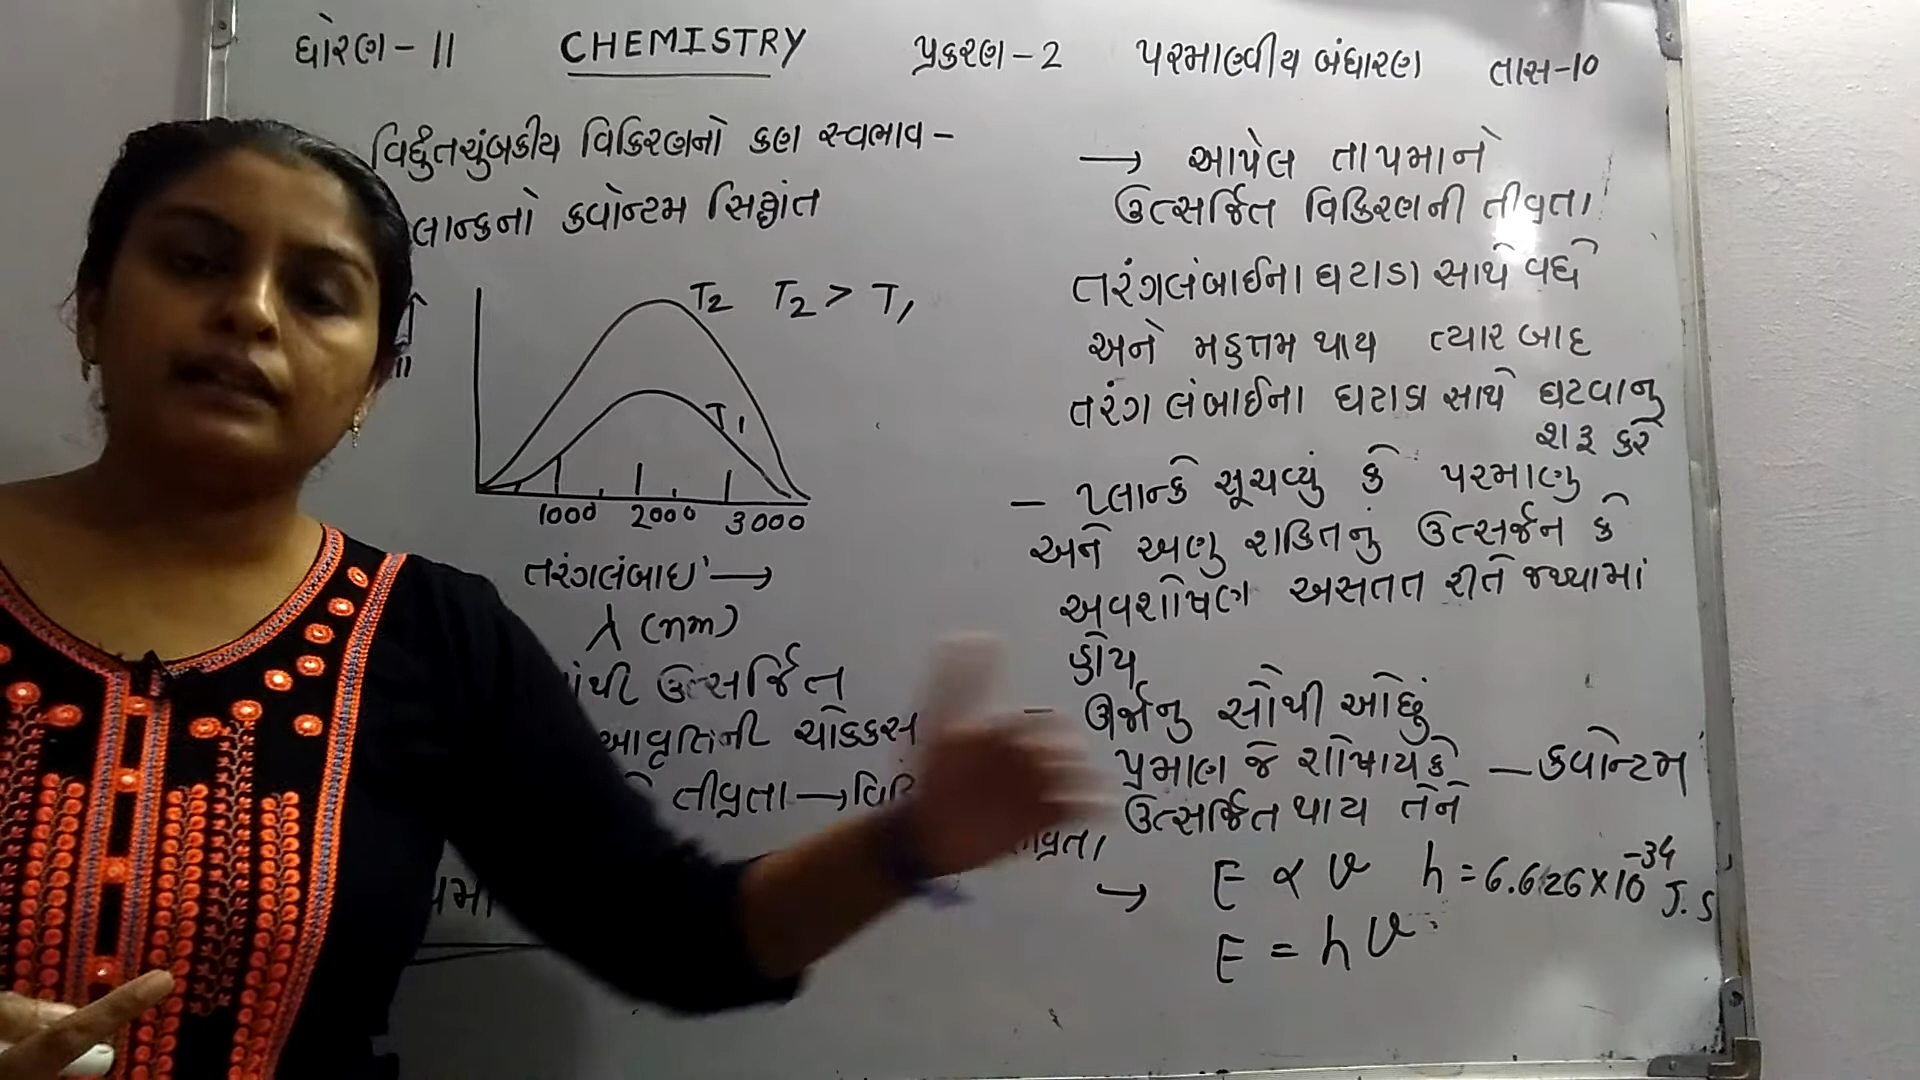 ધોરણ - 11 CHEMISTRY પ્રકરણ - 2 પરમાણ્વીય બંધારણ તાસ-10
વિદ્યુતચુંબકીય વિકિરણનો કણ સ્વભાવ -
લાન્કનો ક્વોન્ટમ સિદ્ધાંત
T2 T2 > T1
T1
1000 2000 3000
તરંગલંબાઇ →
λ (nm)
ઉત્સર્જિત
આવૃત્તિની ચોક્કસ
તીવ્રતા →
→ આપેલ તાપમાને
ઉત્સર્જિત વિકિરણની તીવ્રતા
તરંગલંબાઈના ઘટાડા સાથે વધે
અને મહત્તમ થાય ત્યાર બાદ
તરંગ લંબાઈના ઘટાડા સાથે ઘટવાનુ
શરૂ કરે
- પ્લાન્કે સૂચવ્યું કે પરમાણુ
અને અણુ શક્તિનું ઉત્સર્જન કે
અવશોષણ અસતત રીતે જથ્થામાં
હોય
- ઊર્જાનુ સૌથી ઓછું
પ્રમાણ જે શોષાય કે — ક્વોન્ટમ
ઉત્સર્જિત થાય તેને
→ E ∝ ν h = 6.626×10⁻³⁴ J.S
E = hν